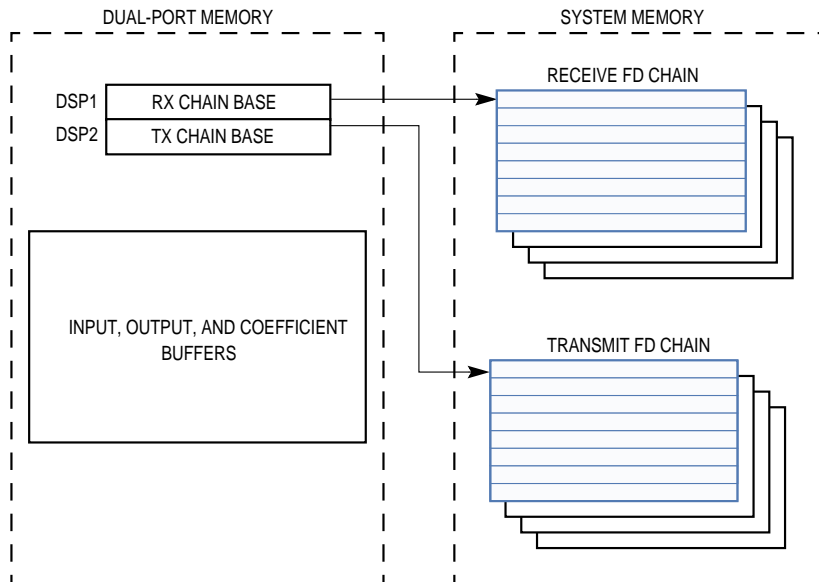 DUAL-PORT MEMORY
SYSTEM MEMORY
RECEIVE FD CHAIN
DSP1
RX CHAIN BASE
DSP2
TX CHAIN BASE
INPUT, OUTPUT, AND COEFFICIENT
BUFFERS
TRANSMIT FD CHAIN